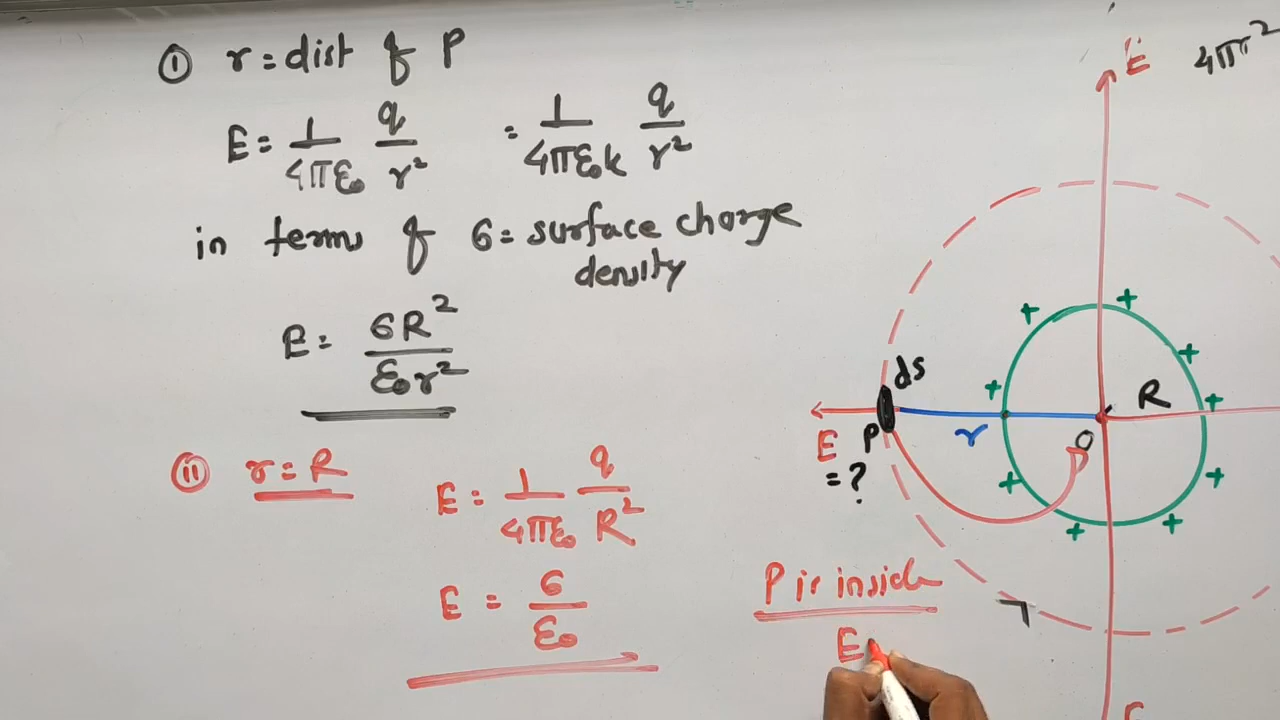 ① r = dist of P
E = 1/4πε₀ q/r² = 1/4πε₀k q/r²
in terms of σ = surface charge
density
E = σR²/ε₀r²
ⅱ r = R
E = 1/4πε₀ q/R²
E = σ/ε₀
P is inside
E
E
4πr²
ds
R
P
r
O
E
= ?
+ + + + + + + + +